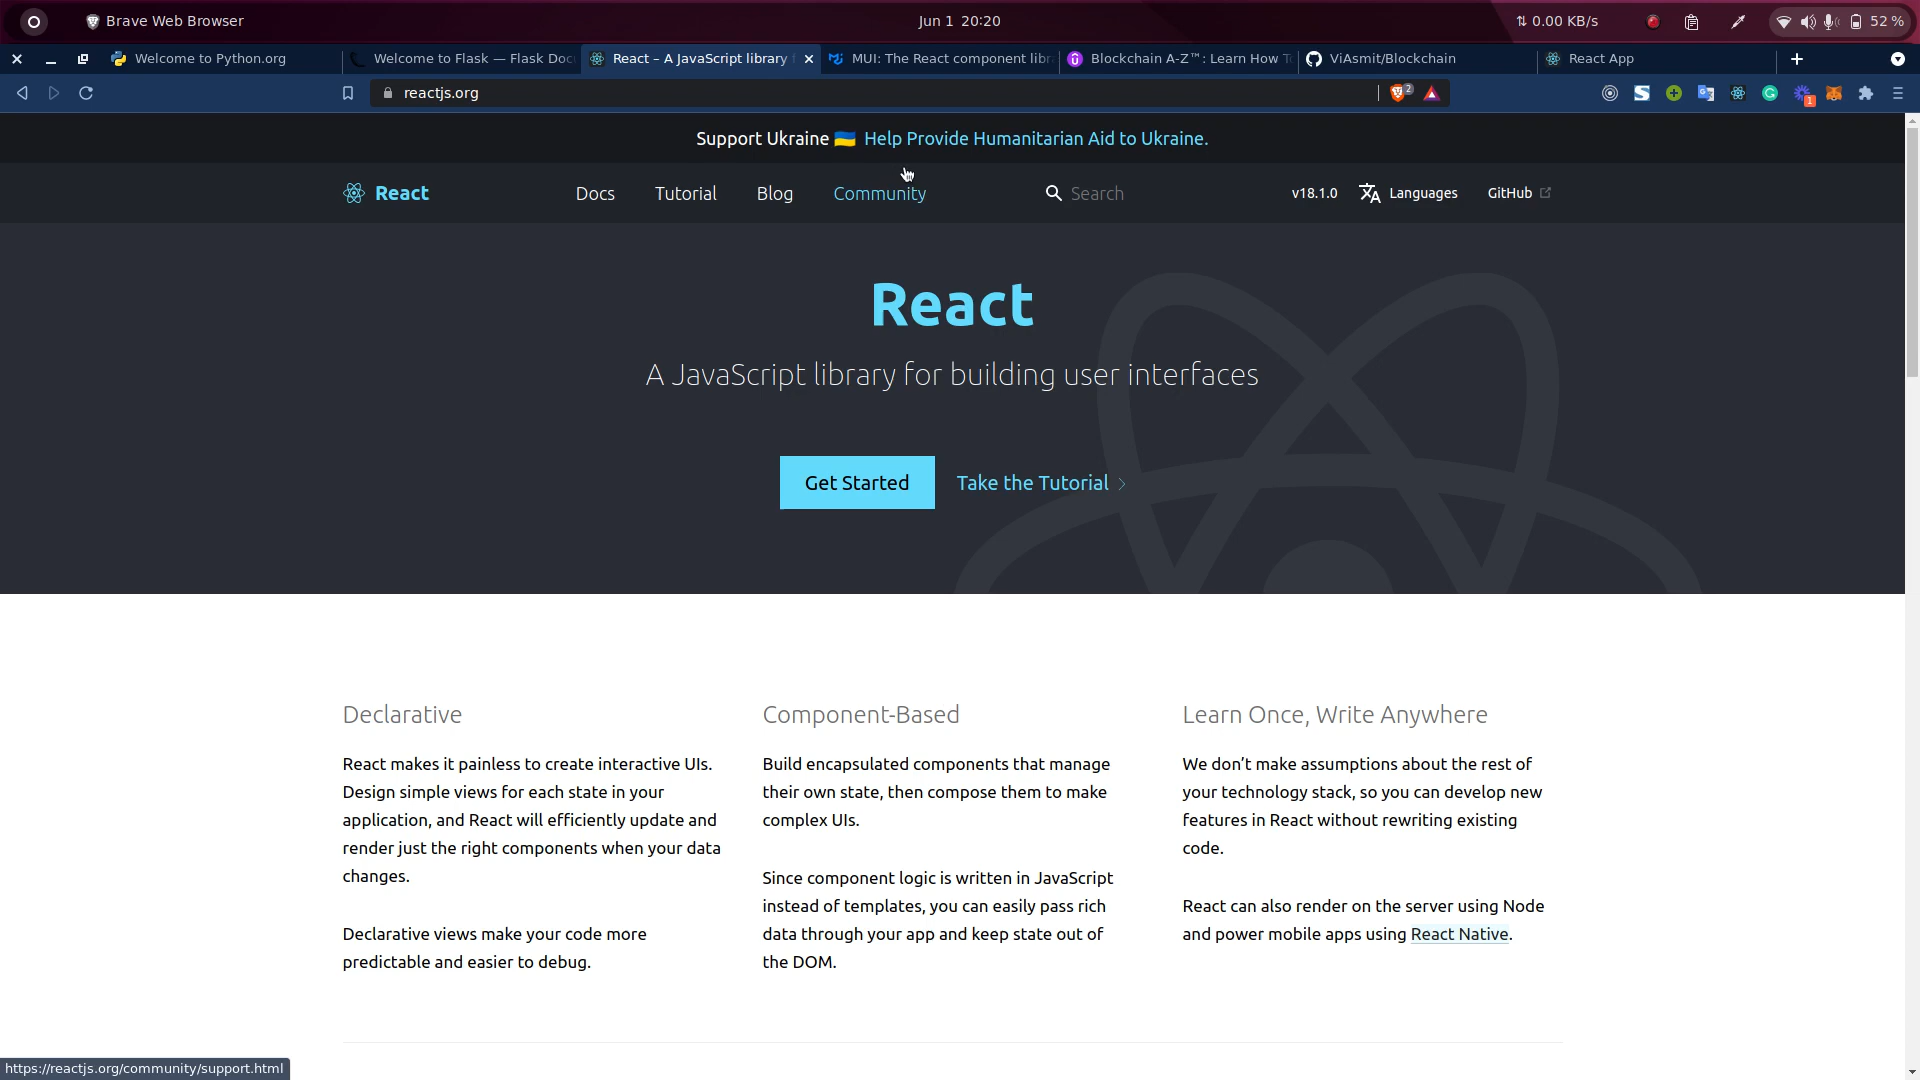 Brave Web Browser
Jun 1 20:20
0.00 KB/s
52 %
Welcome to Python.org
Welcome to Flask — Flask Doc
React – A JavaScript library
MUI: The React component lib
Blockchain A-Z™: Learn How T
ViAsmit/Blockchain
React App
reactjs.org
2
1
Support Ukraine 🇺🇦 Help Provide Humanitarian Aid to Ukraine.
React
Docs
Tutorial
Blog
Community
Search
v18.1.0
Languages
GitHub
React
A JavaScript library for building user interfaces
Get Started
Take the Tutorial
Declarative
React makes it painless to create interactive UIs.
Design simple views for each state in your
application, and React will efficiently update and
render just the right components when your data
changes.
Declarative views make your code more
predictable and easier to debug.
Component-Based
Build encapsulated components that manage
their own state, then compose them to make
complex UIs.
Since component logic is written in JavaScript
instead of templates, you can easily pass rich
data through your app and keep state out of
the DOM.
Learn Once, Write Anywhere
We don’t make assumptions about the rest of
your technology stack, so you can develop new
features in React without rewriting existing
code.
React can also render on the server using Node
and power mobile apps using React Native.
https://reactjs.org/community/support.html